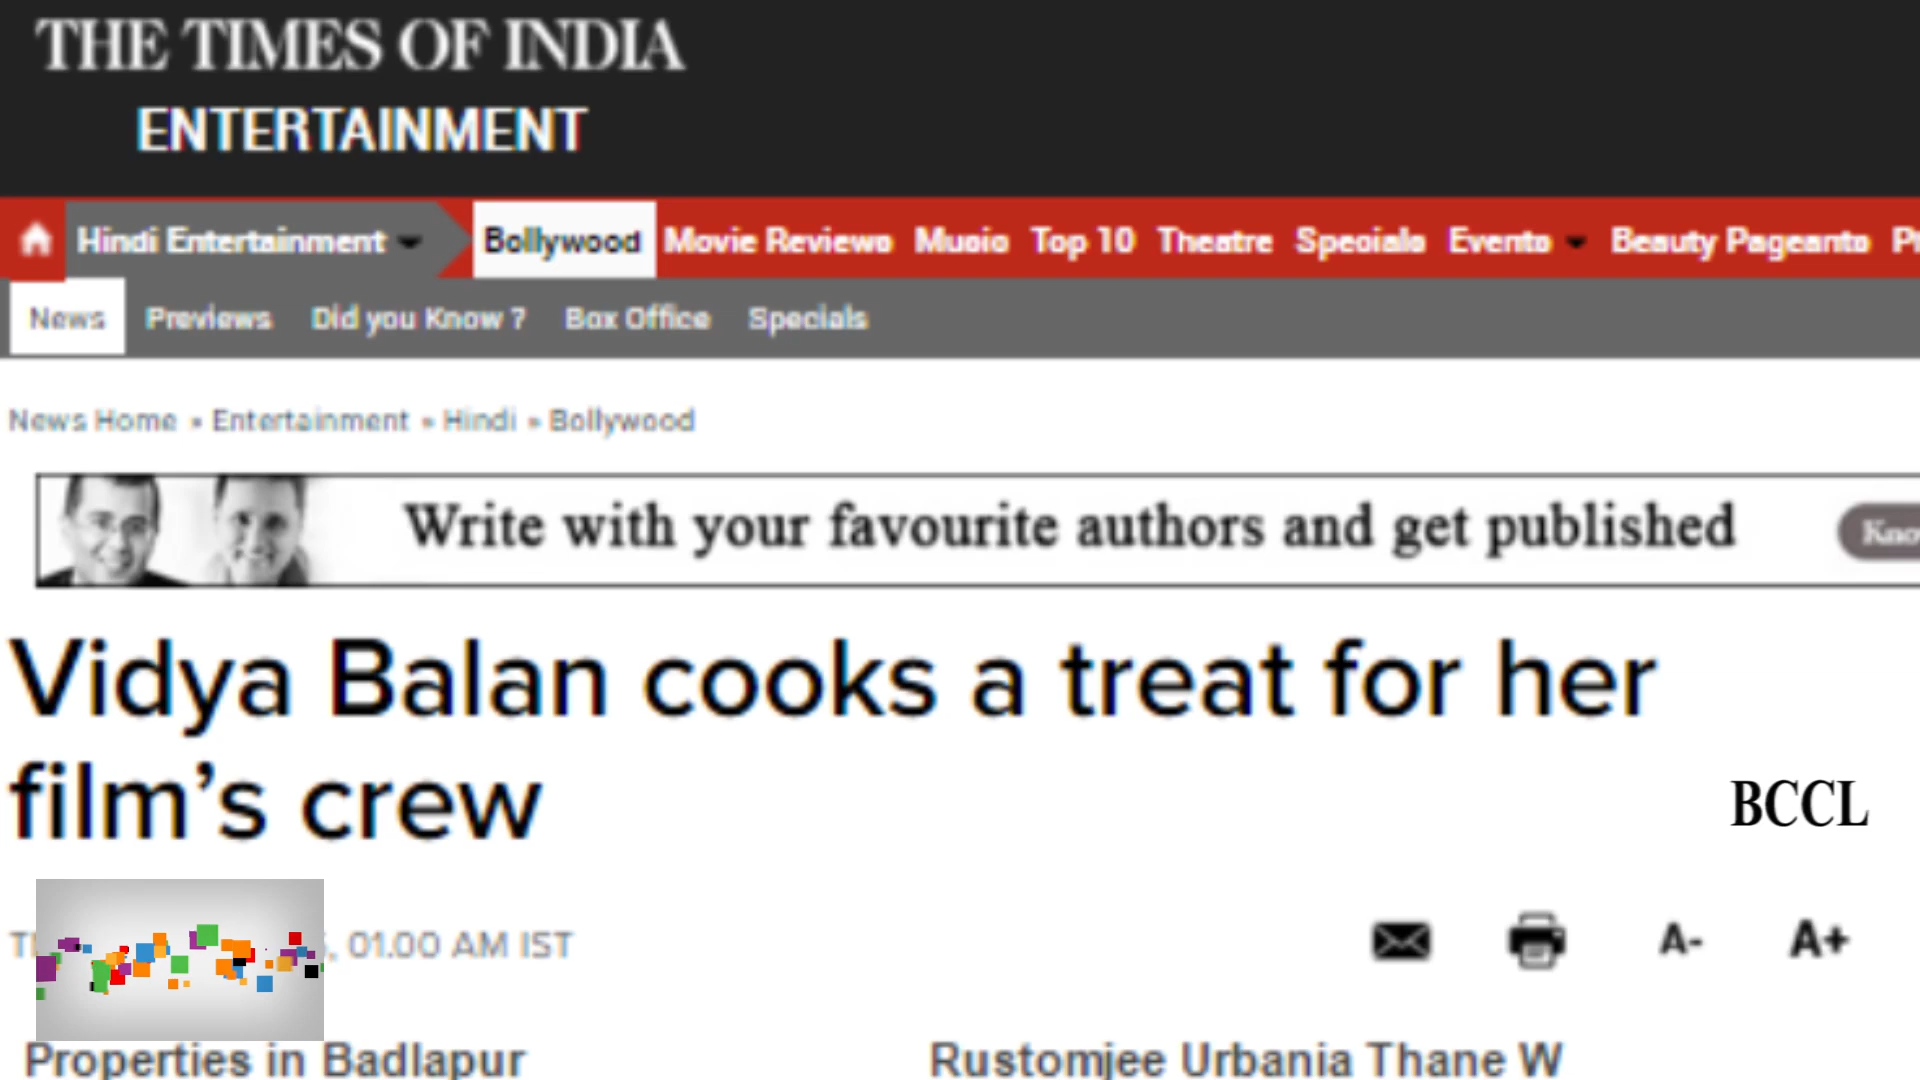 THE TIMES OF INDIA
ENTERTAINMENT
Hindi Entertainment Bollywood Movie Reviews Music Top 10 Theatre Specials Events Beauty Pageants
News Previews Did you Know ? Box Office Specials
News Home » Entertainment » Hindi » Bollywood
Write with your favourite authors and get published
Vidya Balan cooks a treat for her
film’s crew
BCCL
, 01.00 AM IST
A- A+
Properties in Badlapur
Rustomjee Urbania Thane W